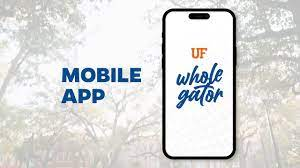 MOBILE
APP
UF
whole
gator